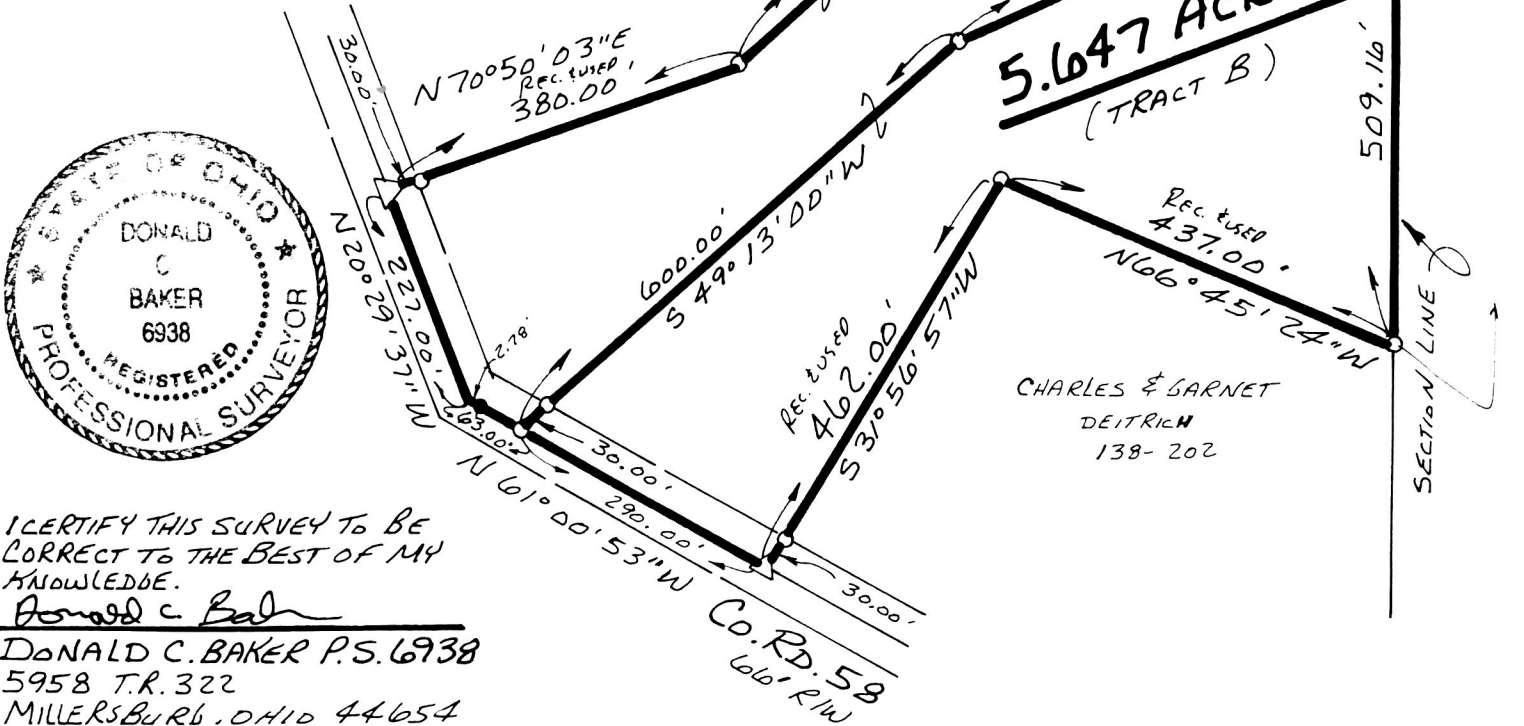 30.00'
N 70°50'03"E
REC. & USED
380.00'
5.647 ACR
(TRACT B)
509.16'
STATE OF OHIO
DONALD
C
BAKER
6938
REGISTERED
PROFESSIONAL SURVEYOR
N 20°29'37"W
227.00'
2.78'
63.00'
600.00'
S 49°13'00"W
REC. & USED
437.00'
N66°45'24"W
REC. & USED
462.00'
S 31°56'57"W
CHARLES & GARNET
DEITRICH
138-202
SECTION LINE
30.00'
290.00'
N 61°00'53"W
30.00'
CO. RD. 58
66' R/W
I CERTIFY THIS SURVEY TO BE
CORRECT TO THE BEST OF MY
KNOWLEDGE.
Donald C Bak
DONALD C. BAKER P.S. 6938
5958 T.R. 322
MILLERSBURG, OHIO 44654